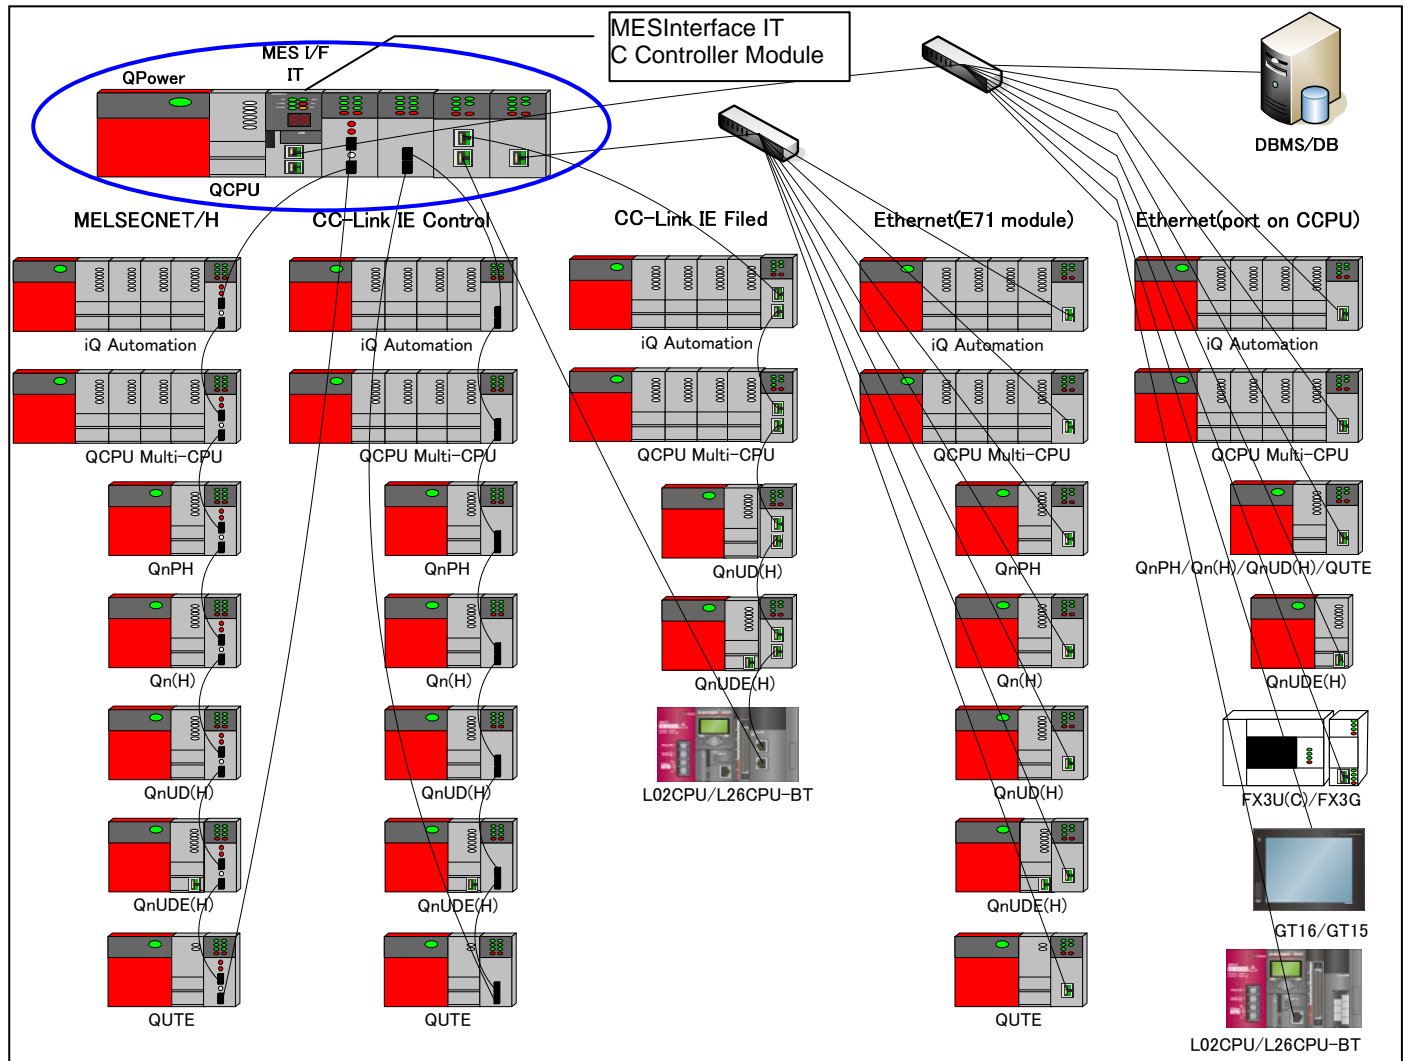 MESInterface IT
C Controller Module
MES I/F
IT
QPower
QCPU
DBMS/DB
MELSECNET/H
CC-Link IE Control
CC-Link IE Filed
Ethernet(E71 module)
Ethernet(port on CCPU)
iQ Automation
iQ Automation
iQ Automation
iQ Automation
iQ Automation
QCPU Multi-CPU
QCPU Multi-CPU
QCPU Multi-CPU
QCPU Multi-CPU
QCPU Multi-CPU
QnPH
QnPH
QnUD(H)
QnPH
QnPH/Qn(H)/QnUD(H)/QUTE
Qn(H)
Qn(H)
QnUDE(H)
Qn(H)
QnUDE(H)
QnUD(H)
QnUD(H)
L02CPU/L26CPU-BT
QnUD(H)
FX3U(C)/FX3G
QnUDE(H)
QnUDE(H)
QnUDE(H)
GT16/GT15
QUTE
QUTE
QUTE
L02CPU/L26CPU-BT